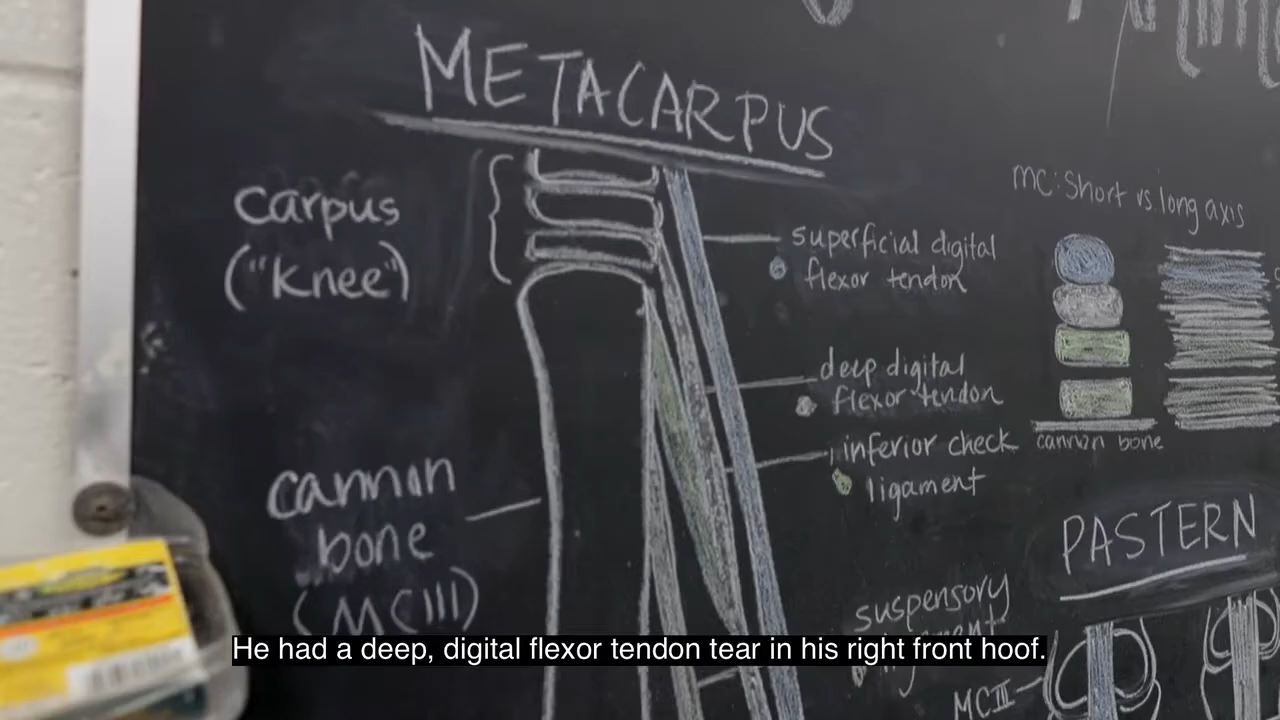 METACARPUS
carpus
("Knee")
superficial digital
flexor tendon
deep digital
flexor tendon
inferior check
ligament
cannon
bone
(MCIII)
suspensory
mc: short vs. long axis
cannon bone
PASTERN
MCIII
He had a deep, digital flexor tendon tear in his right front hoof.